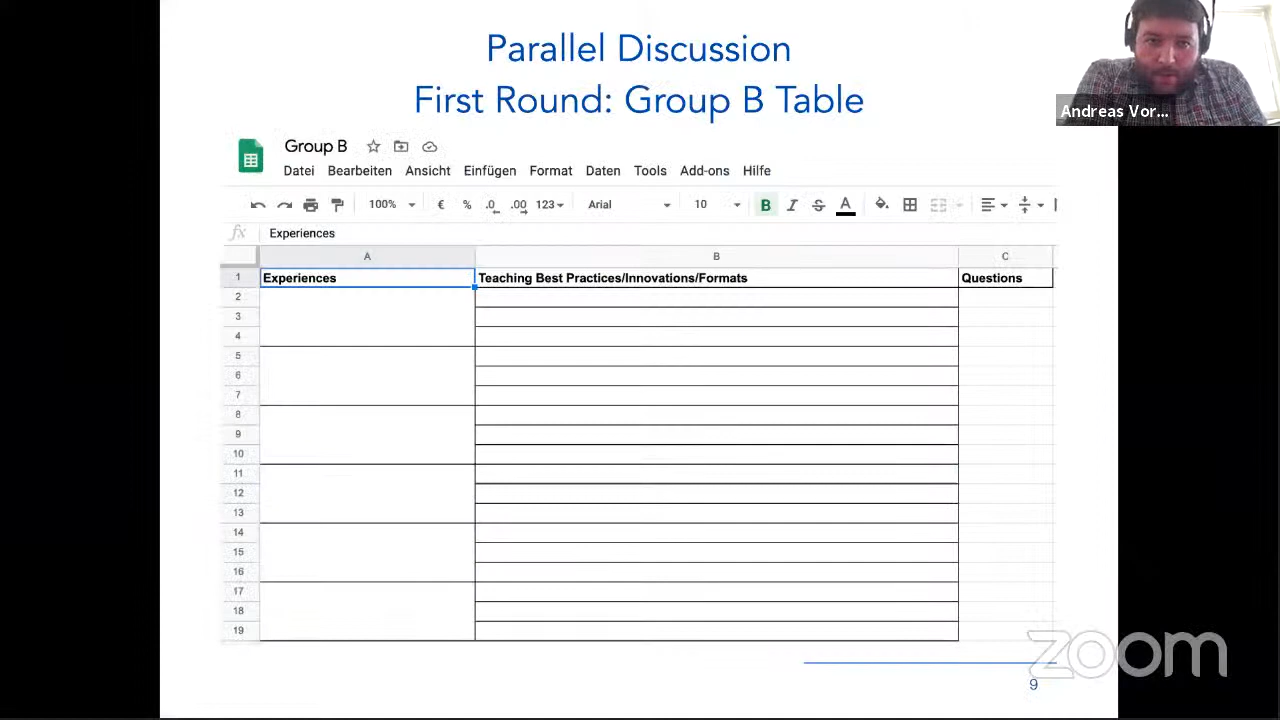 Parallel Discussion
First Round: Group B Table
Andreas Vor...
Group B
Datei Bearbeiten Ansicht Einfügen Format Daten Tools Add-ons Hilfe
100% € % .0 .00 123 Arial 10 B I S A
fx Experiences
A B C
1 Experiences Teaching Best Practices/Innovations/Formats Questions
2
3
4
5
6
7
8
9
10
11
12
13
14
15
16
17
18
19
zoom
9